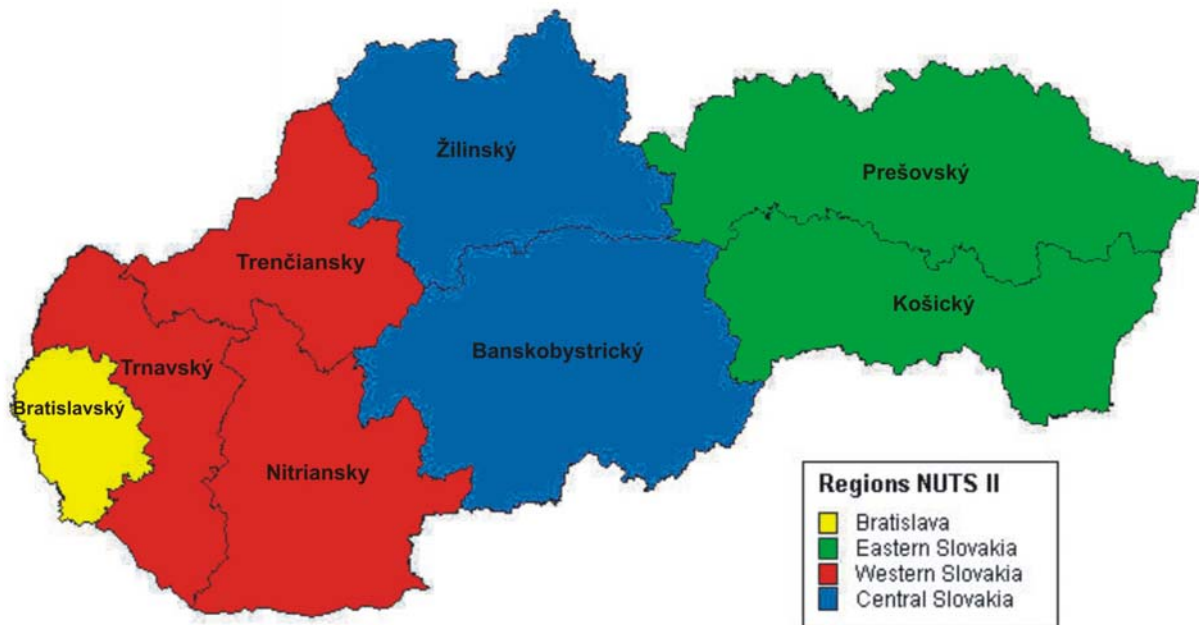 Žilinský
Prešovský
Trenčiansky
Košický
Banskobystrický
Trnavský
Bratislavský
Nitriansky
Regions NUTS II
Bratislava
Eastern Slovakia
Western Slovakia
Central Slovakia